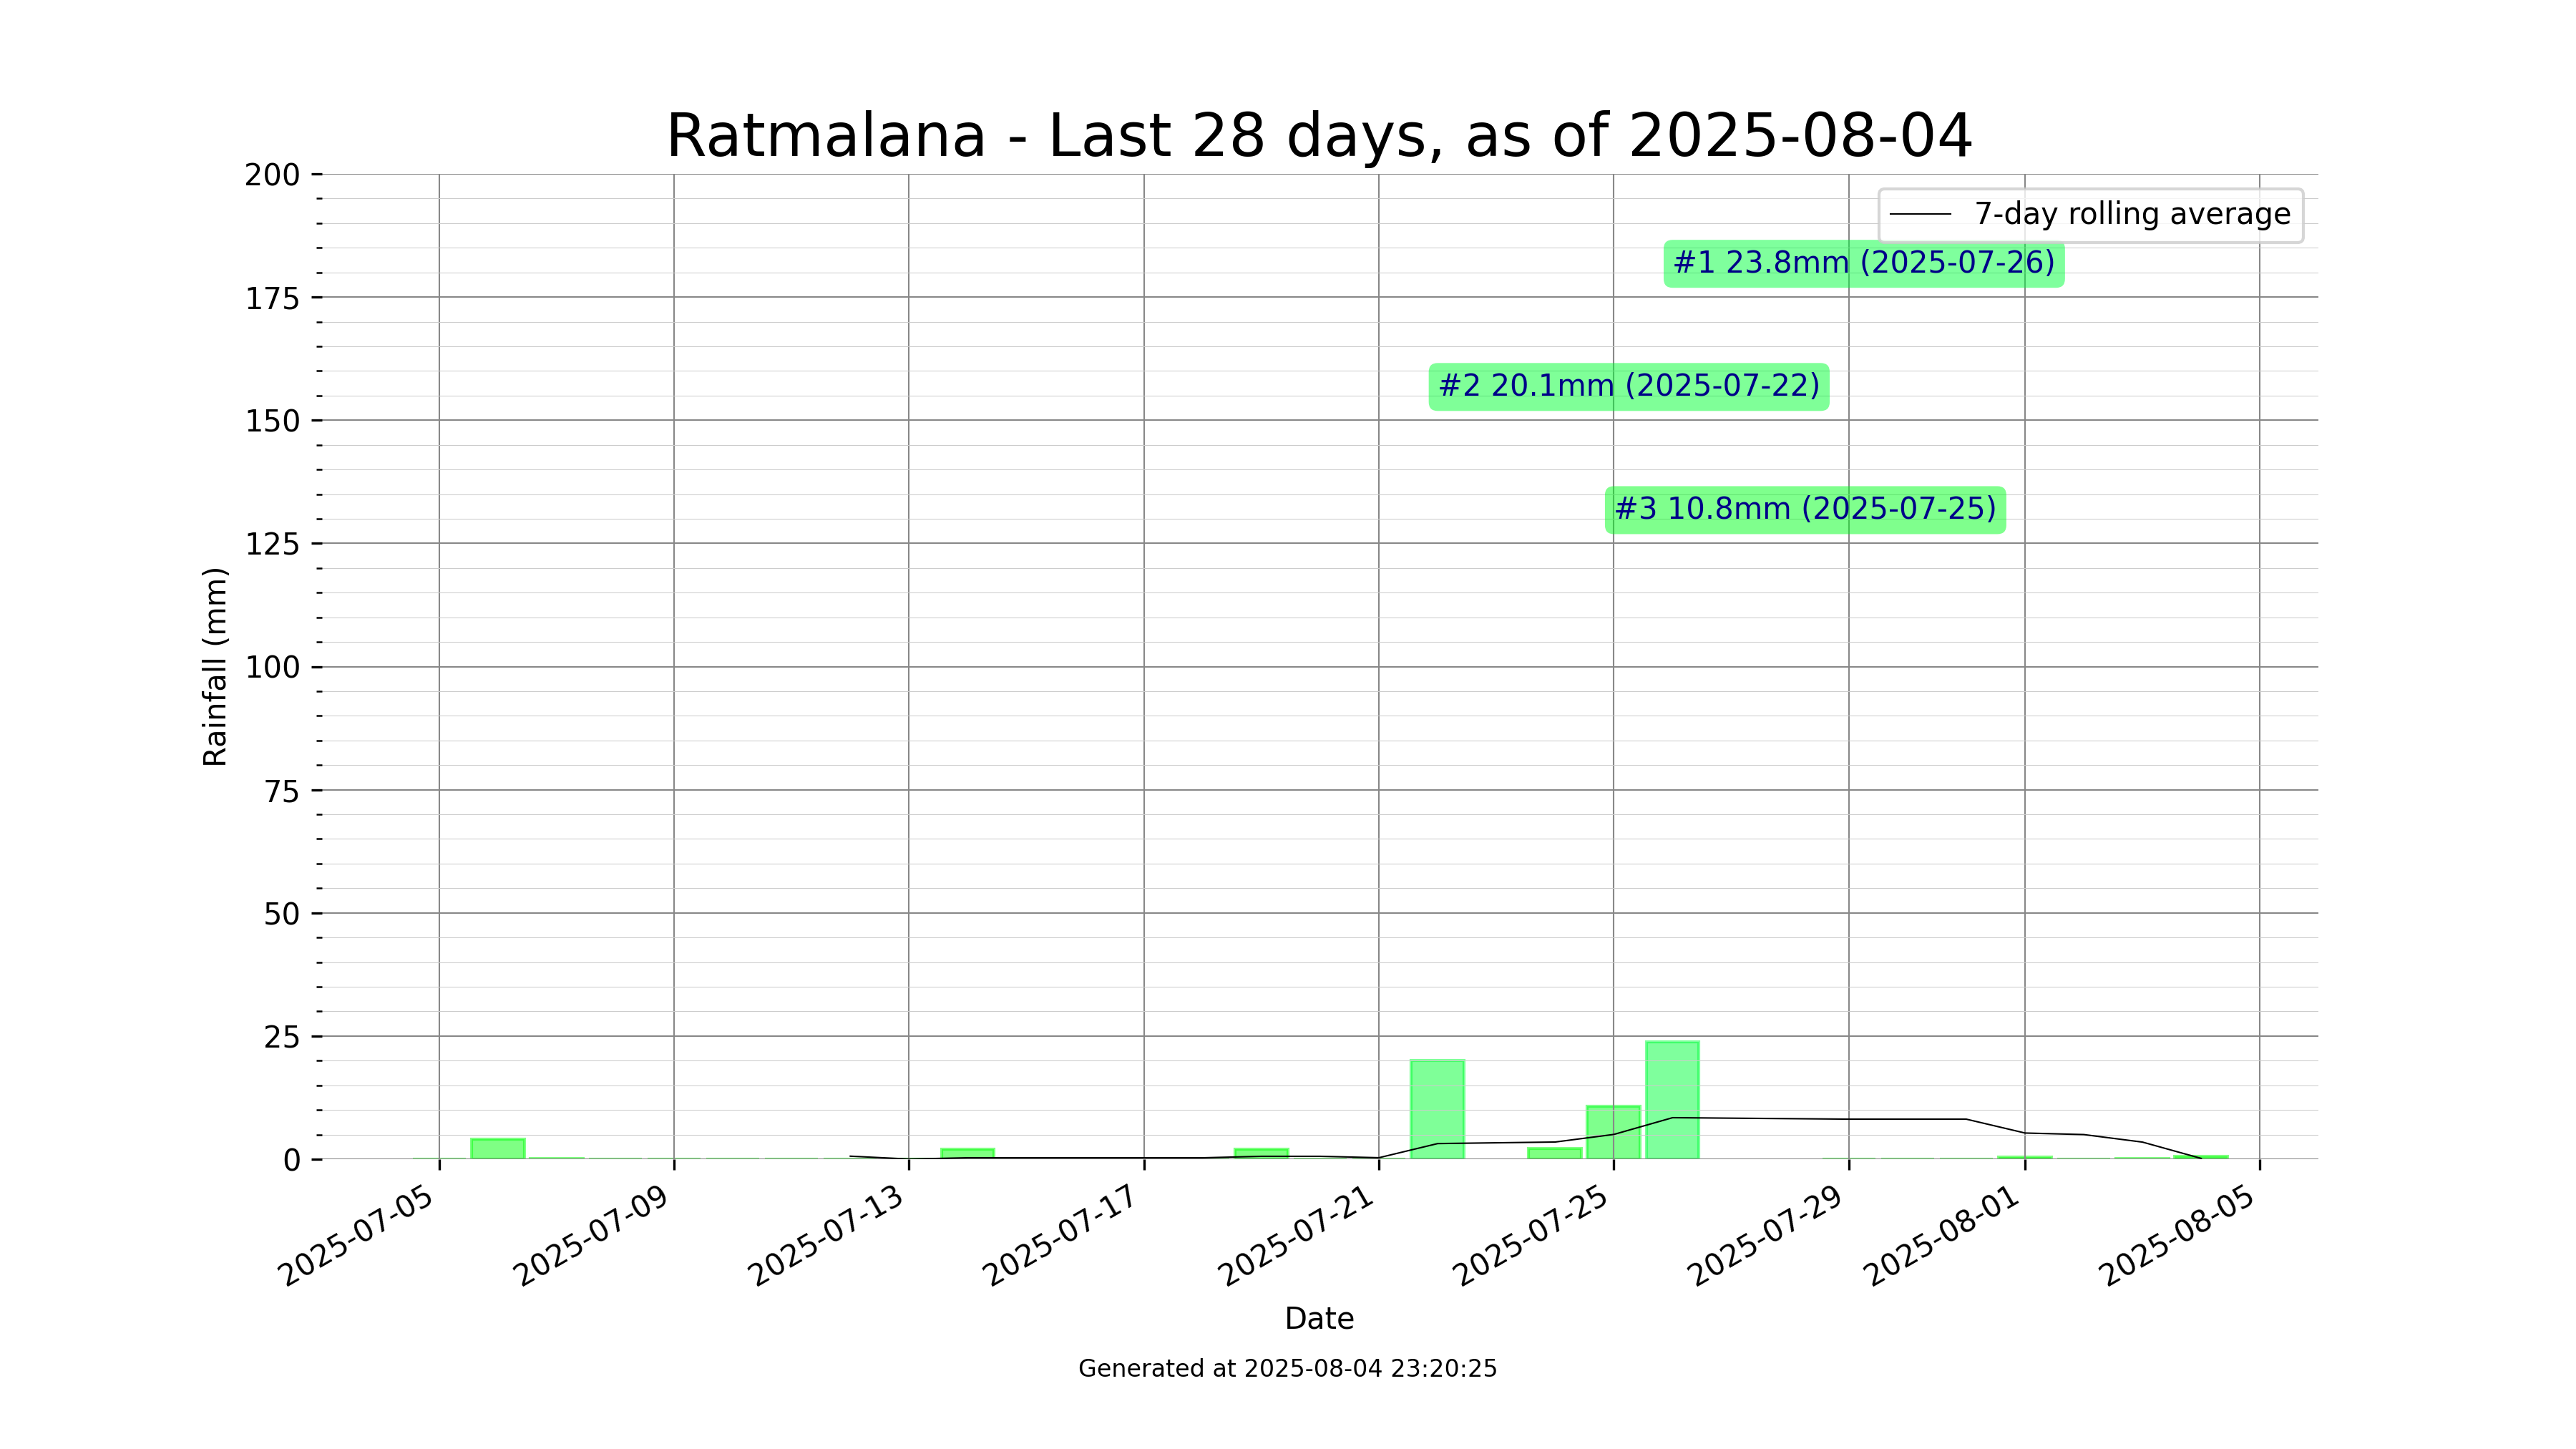 Ratmalana - Last 28 days, as of 2025-08-04
200
175
150
125
100
75
50
25
0
Rainfall (mm)
7-day rolling average
#1 23.8mm (2025-07-26)
#2 20.1mm (2025-07-22)
#3 10.8mm (2025-07-25)
2025-07-05
2025-07-09
2025-07-13
2025-07-17
2025-07-21
2025-07-25
2025-07-29
2025-08-01
2025-08-05
Date
Generated at 2025-08-04 23:20:25